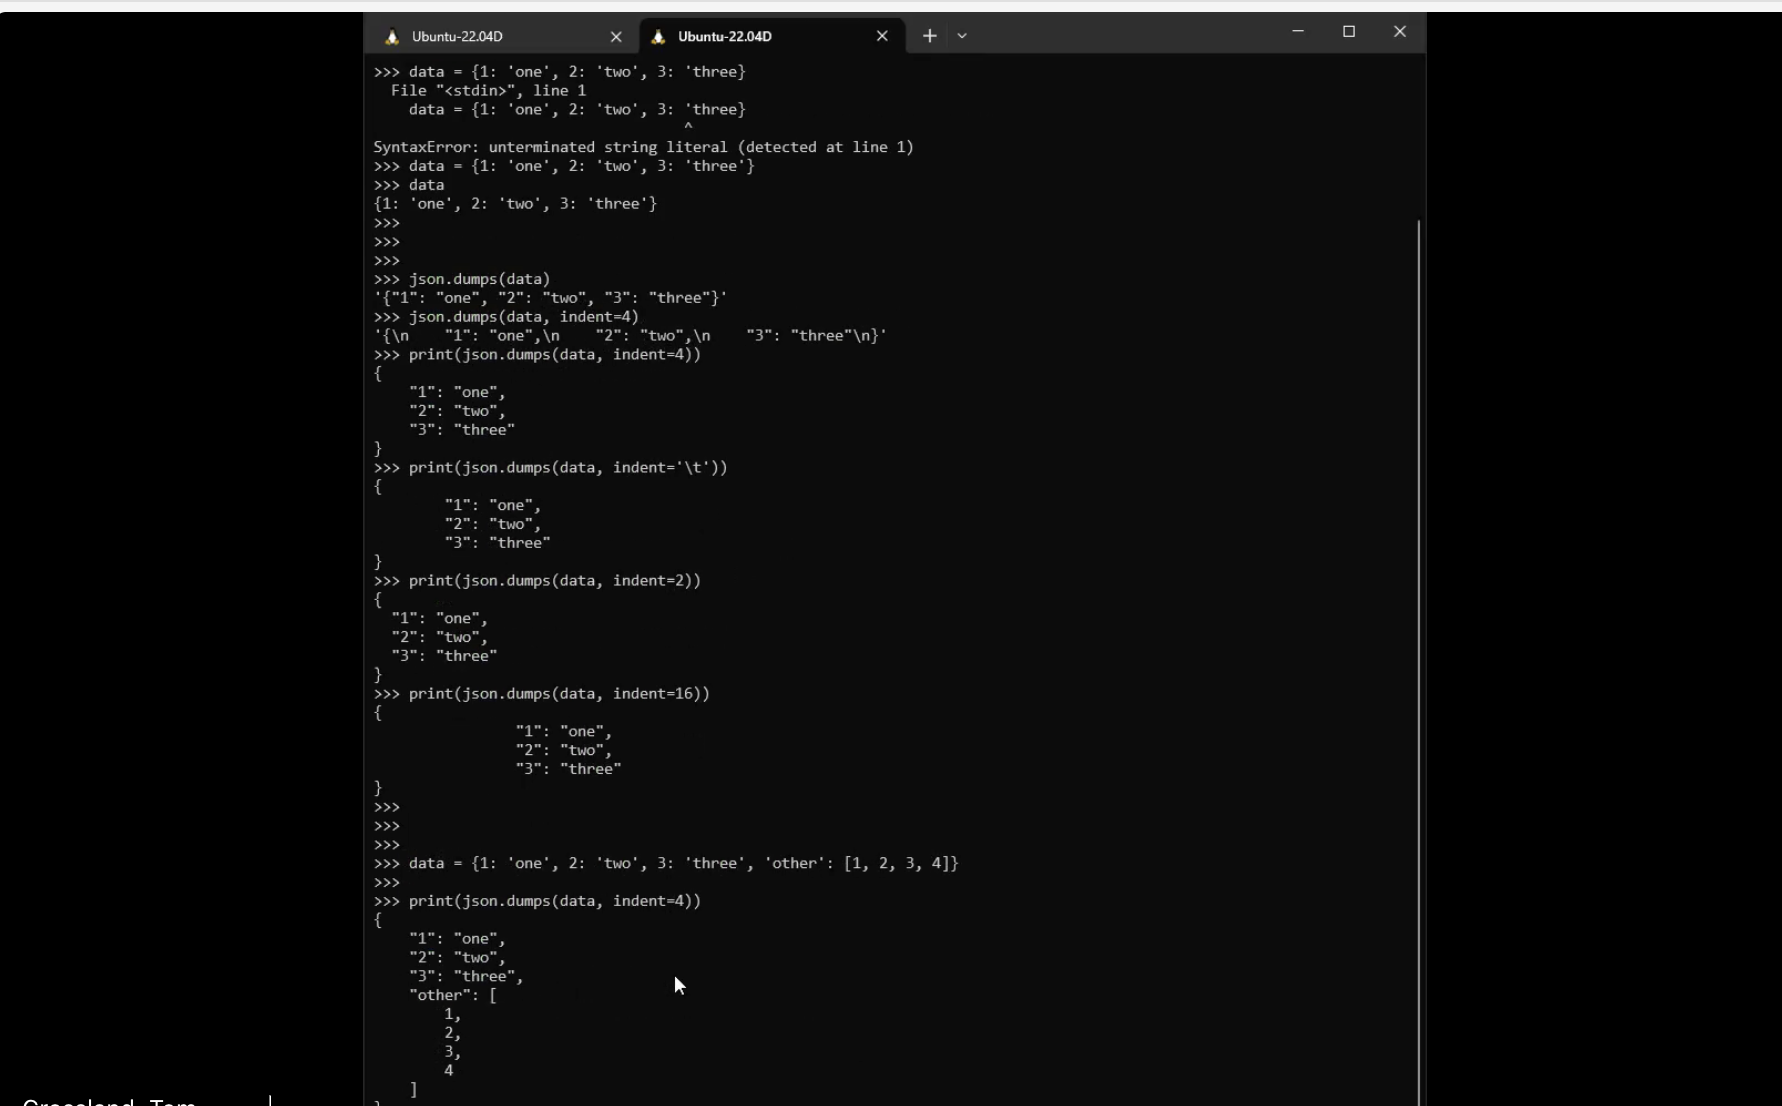 Ubuntu-22.04D
Ubuntu-22.04D
>>> data = {1: 'one', 2: 'two', 3: 'three}
  File "<stdin>", line 1
    data = {1: 'one', 2: 'two', 3: 'three}
                                   ^
SyntaxError: unterminated string literal (detected at line 1)
>>> data = {1: 'one', 2: 'two', 3: 'three'}
>>> data
{1: 'one', 2: 'two', 3: 'three'}
>>>
>>>
>>>
>>> json.dumps(data)
'{"1": "one", "2": "two", "3": "three"}'
>>> json.dumps(data, indent=4)
'{\n    "1": "one",\n    "2": "two",\n    "3": "three"\n}'
>>> print(json.dumps(data, indent=4))
{
    "1": "one",
    "2": "two",
    "3": "three"
}
>>> print(json.dumps(data, indent='\t'))
{
        "1": "one",
        "2": "two",
        "3": "three"
}
>>> print(json.dumps(data, indent=2))
{
  "1": "one",
  "2": "two",
  "3": "three"
}
>>> print(json.dumps(data, indent=16))
{
                "1": "one",
                "2": "two",
                "3": "three"
}
>>>
>>>
>>>
>>> data = {1: 'one', 2: 'two', 3: 'three', 'other': [1, 2, 3, 4]}
>>>
>>> print(json.dumps(data, indent=4))
{
    "1": "one",
    "2": "two",
    "3": "three",
    "other": [
        1,
        2,
        3,
        4
    ]
}